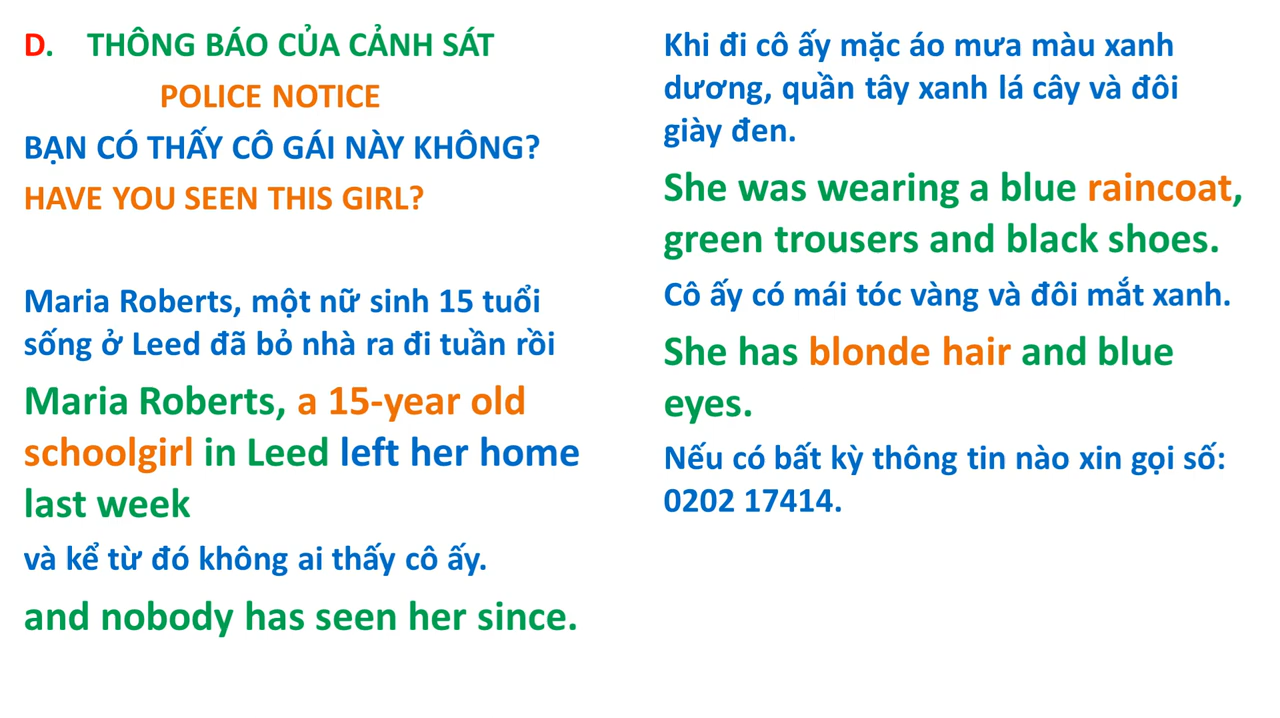 D. THÔNG BÁO CỦA CẢNH SÁT
POLICE NOTICE
BẠN CÓ THẤY CÔ GÁI NÀY KHÔNG?
HAVE YOU SEEN THIS GIRL?
Maria Roberts, một nữ sinh 15 tuổi
sống ở Leed đã bỏ nhà ra đi tuần rồi
Maria Roberts, a 15-year old
schoolgirl in Leed left her home
last week
và kể từ đó không ai thấy cô ấy.
and nobody has seen her since.
Khi đi cô ấy mặc áo mưa màu xanh
dương, quần tây xanh lá cây và đôi
giày đen.
She was wearing a blue raincoat,
green trousers and black shoes.
Cô ấy có mái tóc vàng và đôi mắt xanh.
She has blonde hair and blue
eyes.
Nếu có bất kỳ thông tin nào xin gọi số:
0202 17414.